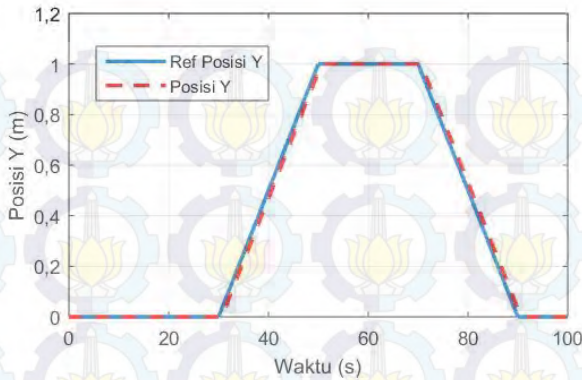 1,2
1
0,8
0,6
0,4
0,2
0
Ref Posisi Y
Posisi Y
Posisi Y (m)
0 20 40 60 80 100
Waktu (s)